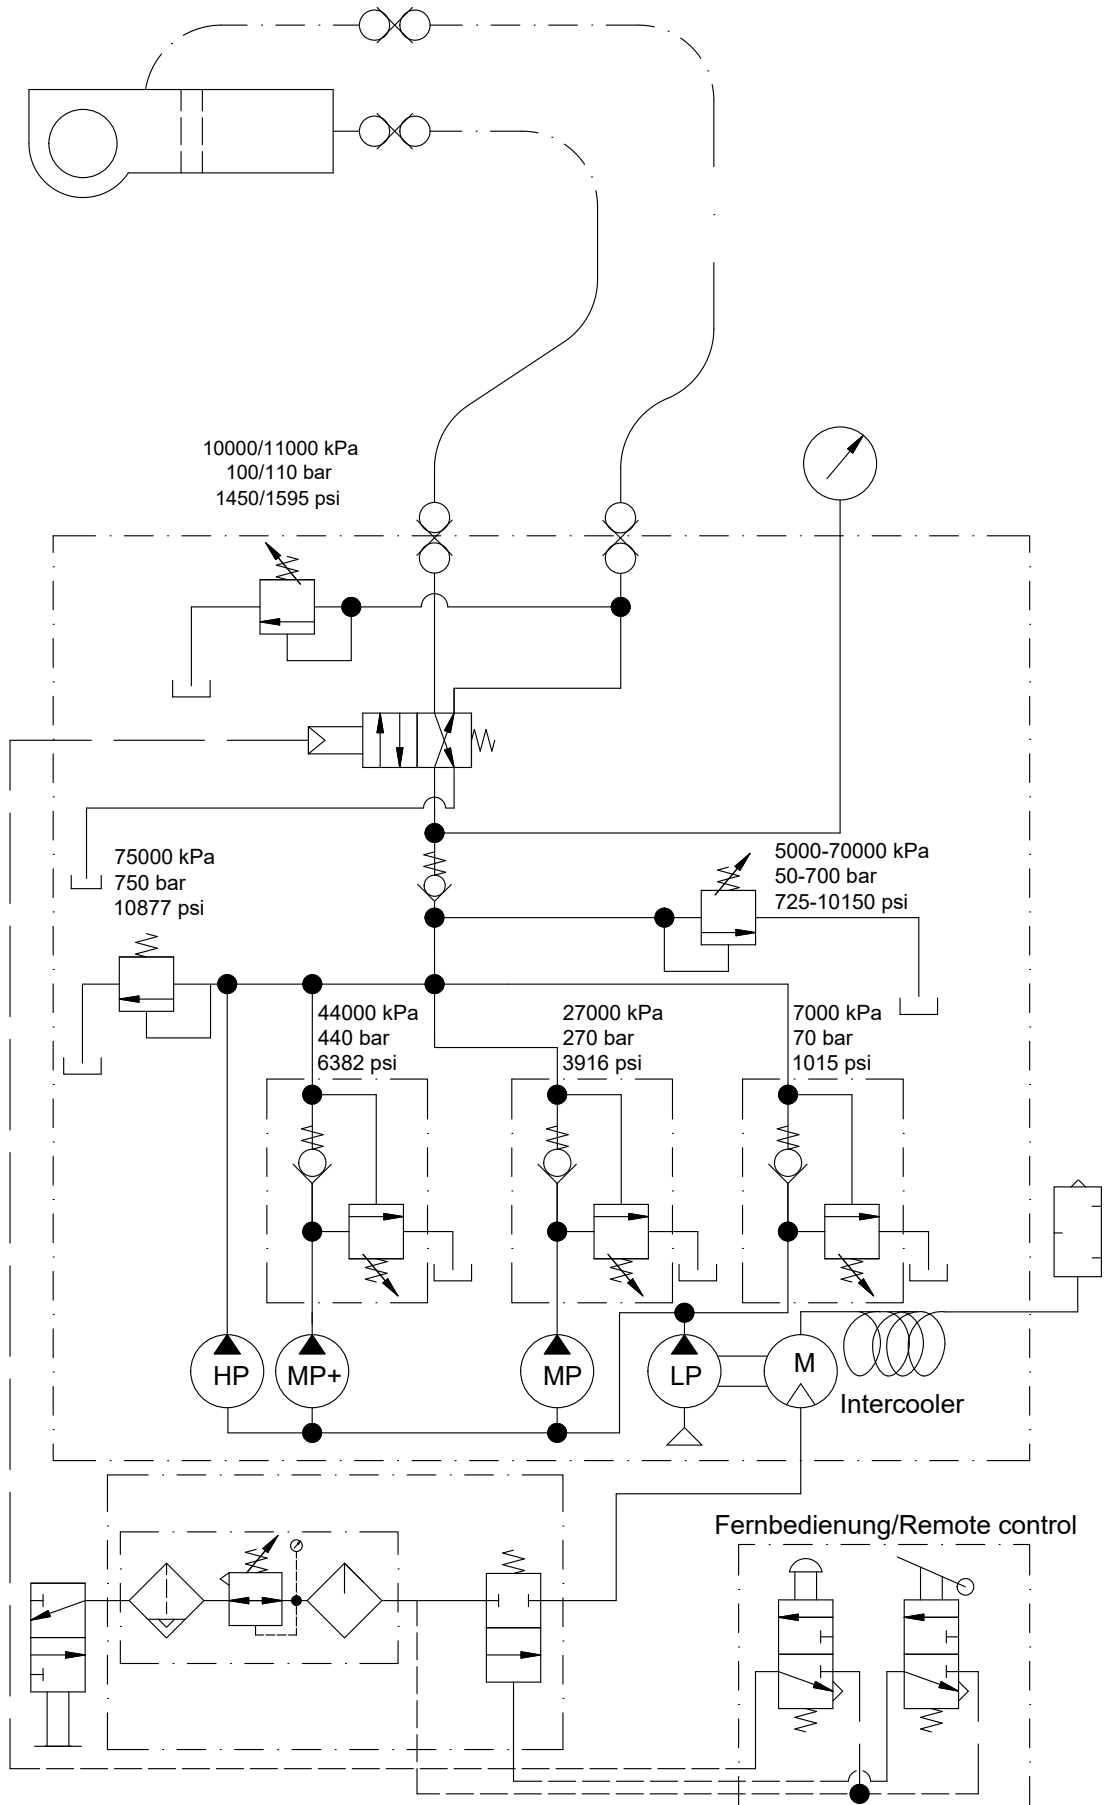 10000/11000 kPa
100/110 bar
1450/1595 psi
75000 kPa
750 bar
10877 psi
5000-70000 kPa
50-700 bar
725-10150 psi
44000 kPa
440 bar
6382 psi
27000 kPa
270 bar
3916 psi
7000 kPa
70 bar
1015 psi
HP
MP+
MP
LP
M
Intercooler
Fernbedienung/Remote control